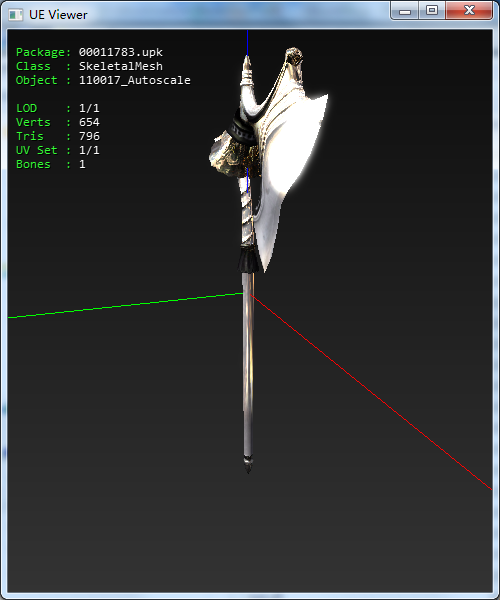 UE Viewer
Package: 00011783.upk
Class  : SkeletalMesh
Object : 110017_Autoscale
LOD    : 1/1
Verts  : 654
Tris   : 796
UV Set : 1/1
Bones  : 1